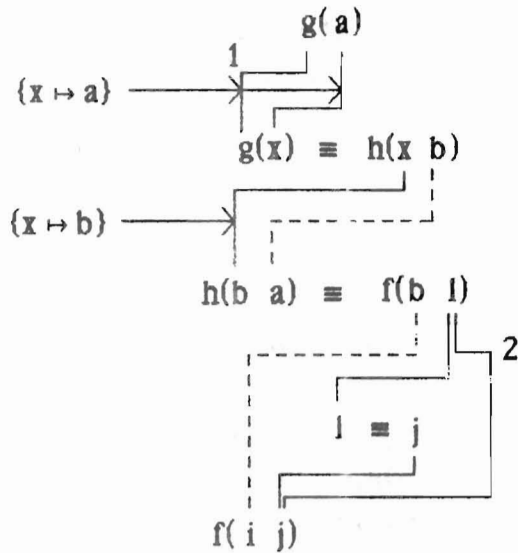 g(a)
1
{x ↦ a}
g(x) ≡ h(x b)
{x ↦ b}
h(b a) ≡ f(b l)
2
l ≡ j
f( i j)